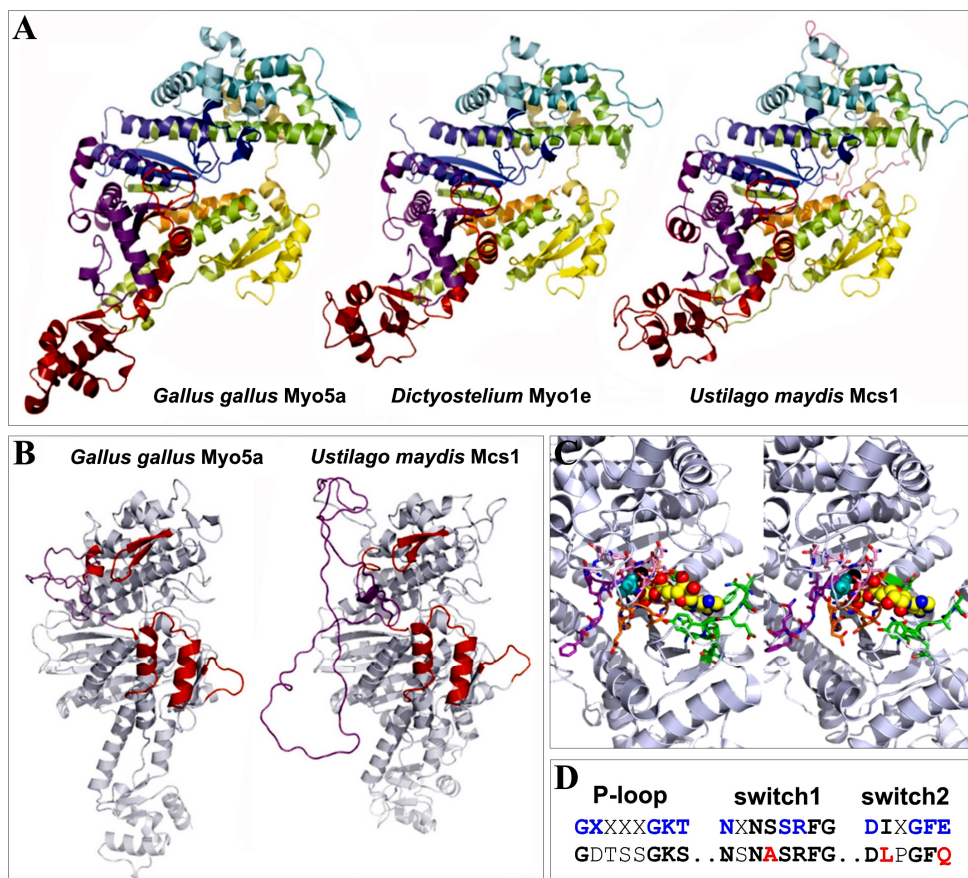 A
Gallus gallus Myo5a
Dictyostelium Myo1e
Ustilago maydis Mcs1
B
Gallus gallus Myo5a
Ustilago maydis Mcs1
C
D
P-loop switch1 switch2
GXXXXGKT NXNSSRFG DIXGFE
GDTSSGKS..NSNASRFG..DLPGFQ